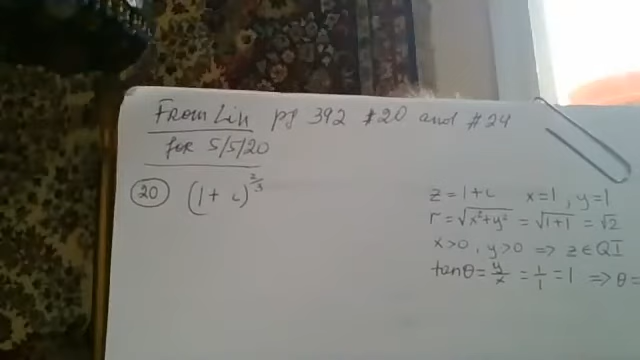 From Lin pg 392 #20 and #24
for 5/5/20
20 (1 + i)^{2/3}
z = 1 + i x = 1, y = 1
r = √x² + y² = √1+1 = √2
x > 0, y > 0 ⇒ z ∈ QI
tanθ = y/x = 1/1 = 1 ⇒ θ =